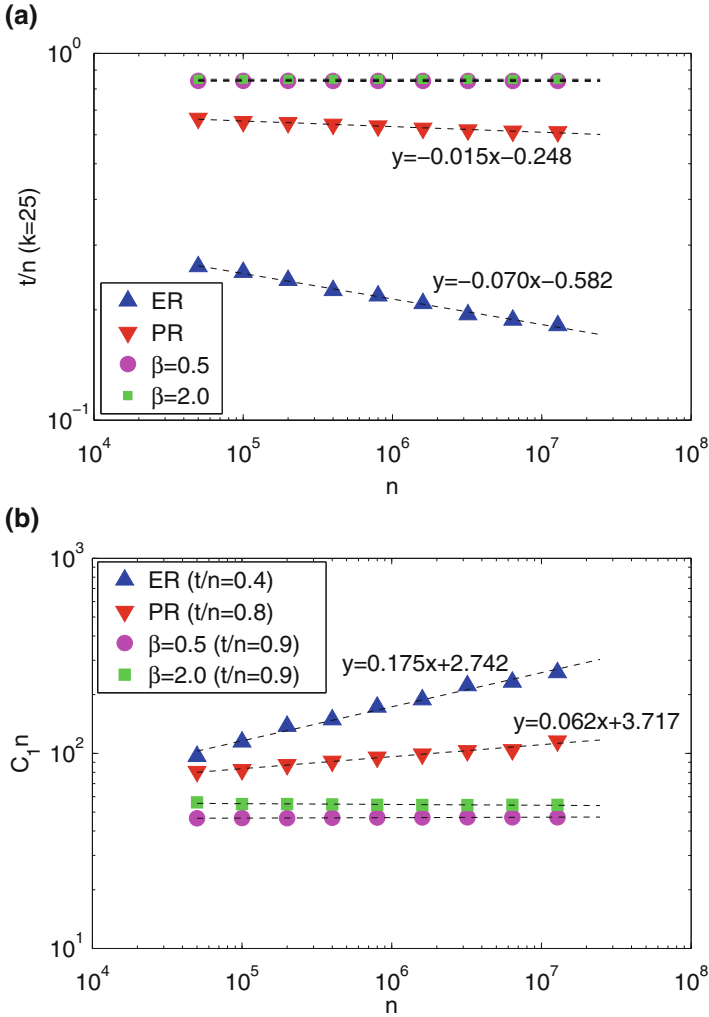 (a)
10^0
t/n (k=25)
y=−0.015x−0.248
y=−0.070x−0.582
ER
PR
β=0.5
β=2.0
10^−1
10^4 10^5 10^6 10^7 10^8
n
(b)
10^3
ER (t/n=0.4)
PR (t/n=0.8)
β=0.5 (t/n=0.9)
β=2.0 (t/n=0.9)
y=0.175x+2.742
y=0.062x+3.717
C_1n
10^2
10^1
10^4 10^5 10^6 10^7 10^8
n